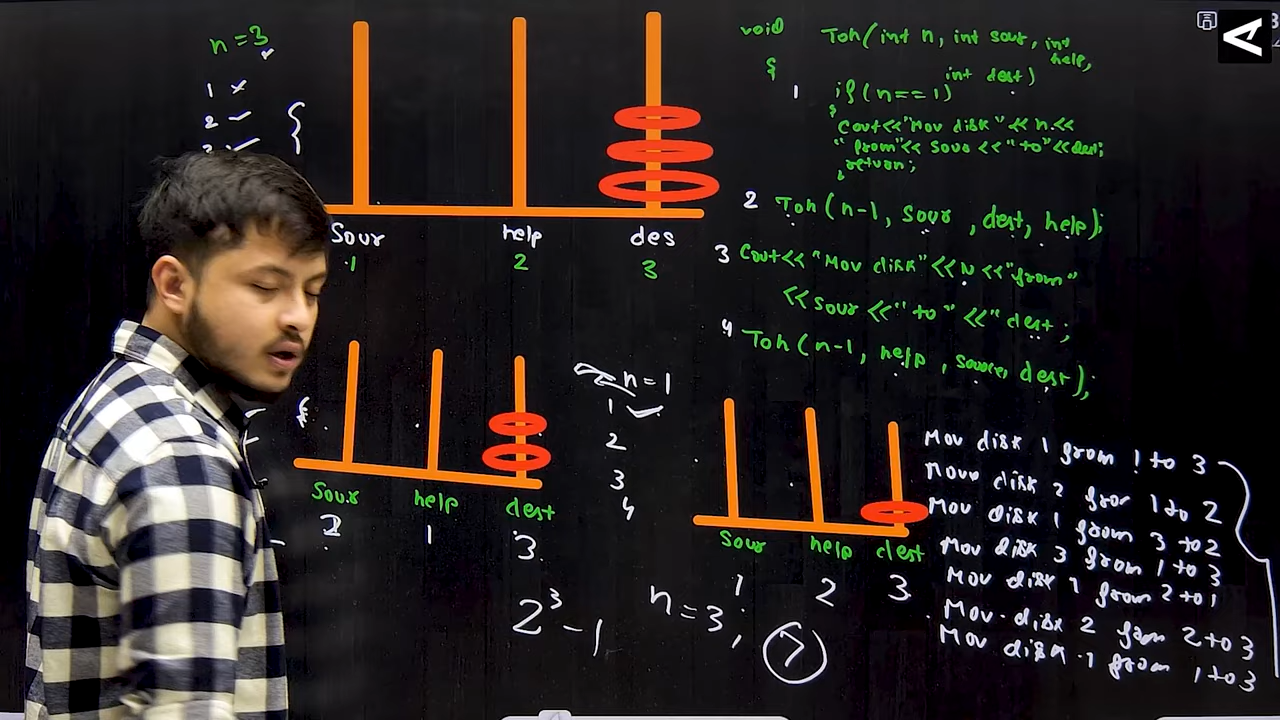 n=3
1
2
Sour help des
1 2 3
void Toh(int n, int sour, int help,
int dest)
{
1 if(n==1)
{
Cout<<"Mov disk"<<n<<
"from"<<Sour<<"to"<<dest;
return;
}
2 Toh(n-1, Sour, dest, help);
3 Cout<<"Mov disk"<<N<<"from"
<<Sour<<"to"<<"dest;
4 Toh(n-1, help, source, dest);
Sour help dest
2 1 3
n=1
1
2
3
4
Sour help dest
1 2 3
2³-1 n=3; 7
Mov disk 1 from 1 to 3
Move disk 2 from 1 to 2
Mov disk 1 from 3 to 2
Mov disk 3 from 1 to 3
Mov disk 1 from 2 to 1
Mov disk 2 from 2 to 3
Mov disk 1 from 1 to 3